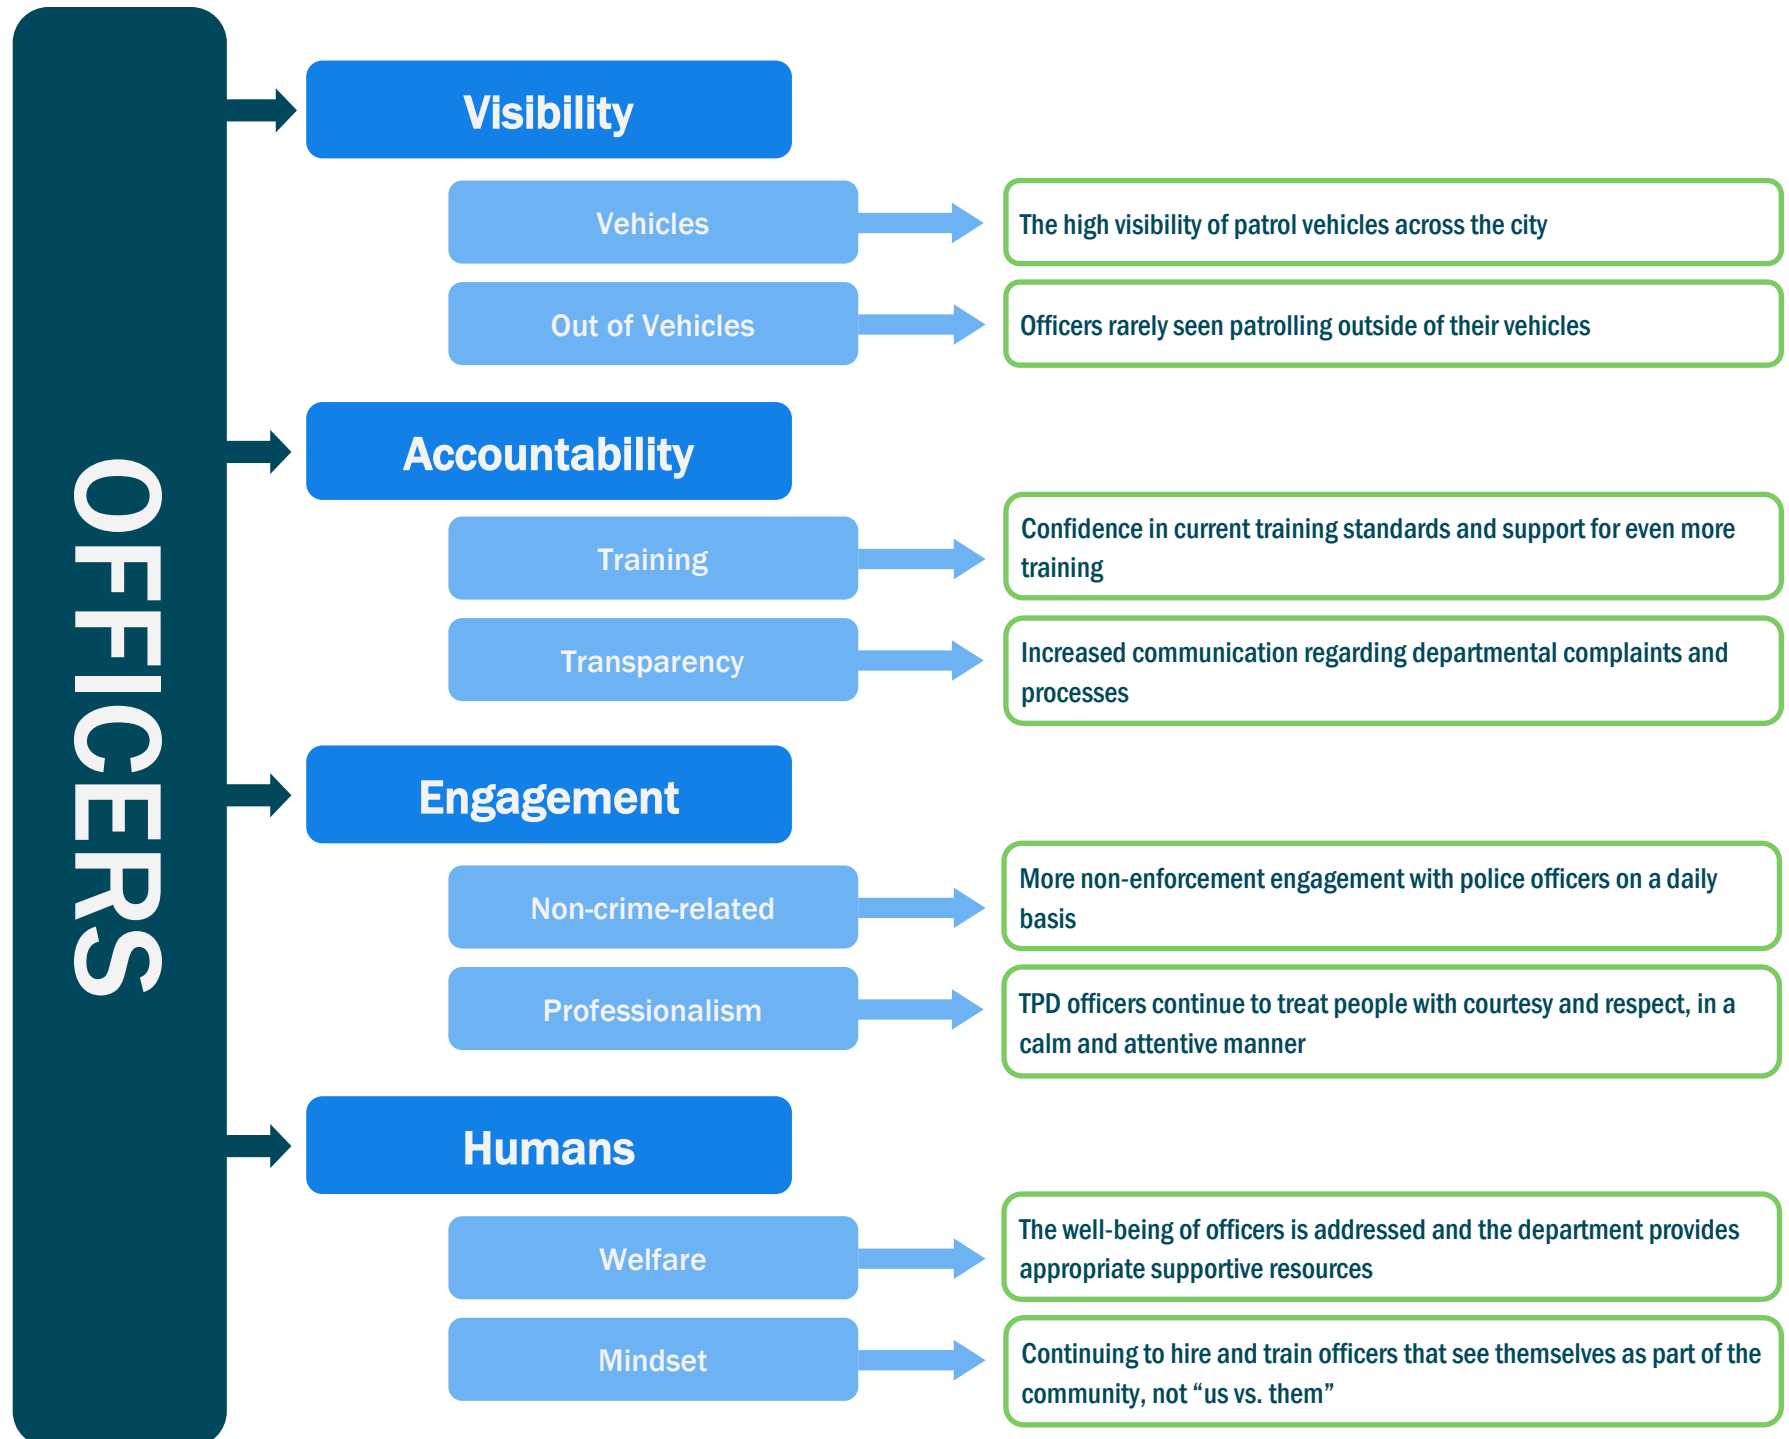 OFFICERS
Visibility
Vehicles
The high visibility of patrol vehicles across the city
Out of Vehicles
Officers rarely seen patrolling outside of their vehicles
Accountability
Training
Confidence in current training standards and support for even more
training
Transparency
Increased communication regarding departmental complaints and
processes
Engagement
Non-crime-related
More non-enforcement engagement with police officers on a daily
basis
Professionalism
TPD officers continue to treat people with courtesy and respect, in a
calm and attentive manner
Humans
Welfare
The well-being of officers is addressed and the department provides
appropriate supportive resources
Mindset
Continuing to hire and train officers that see themselves as part of the
community, not “us vs. them”